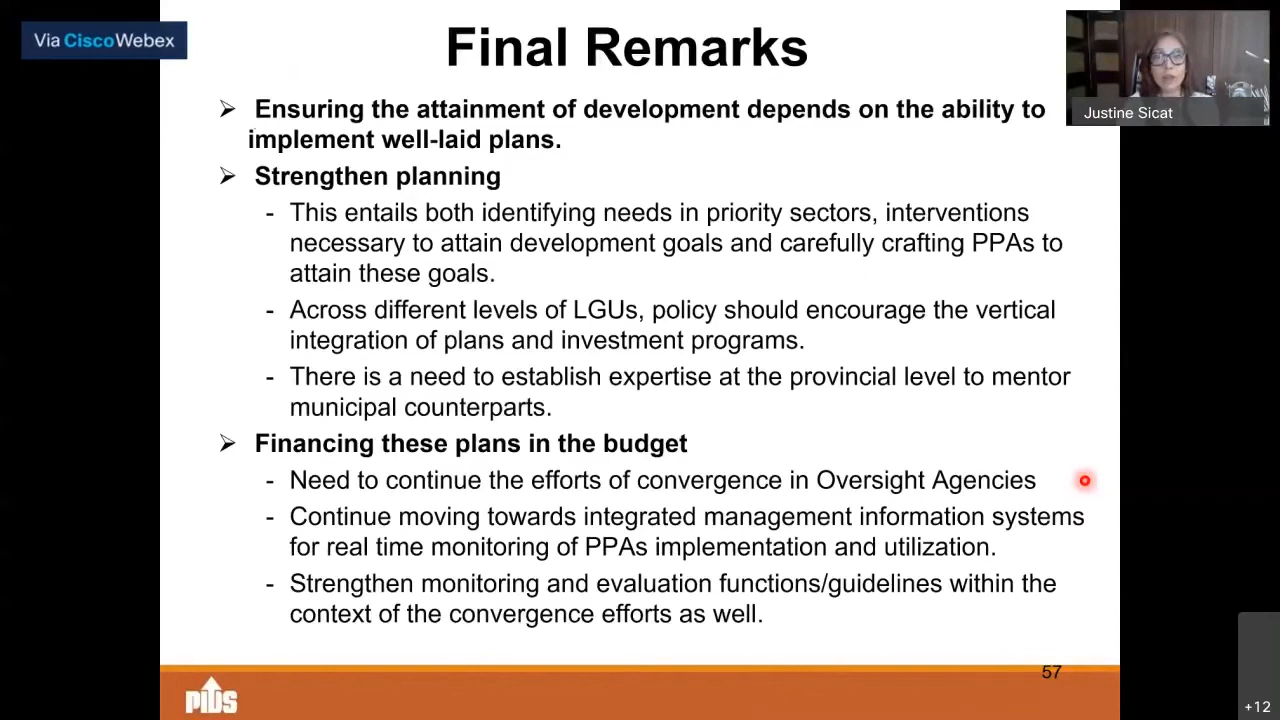 Via Cisco Webex
Final Remarks
Justine Sicat
➢ Ensuring the attainment of development depends on the ability to
implement well-laid plans.
➢ Strengthen planning
- This entails both identifying needs in priority sectors, interventions
necessary to attain development goals and carefully crafting PPAs to
attain these goals.
- Across different levels of LGUs, policy should encourage the vertical
integration of plans and investment programs.
- There is a need to establish expertise at the provincial level to mentor
municipal counterparts.
➢ Financing these plans in the budget
- Need to continue the efforts of convergence in Oversight Agencies
- Continue moving towards integrated management information systems
for real time monitoring of PPAs implementation and utilization.
- Strengthen monitoring and evaluation functions/guidelines within the
context of the convergence efforts as well.
57
PIDS
+12